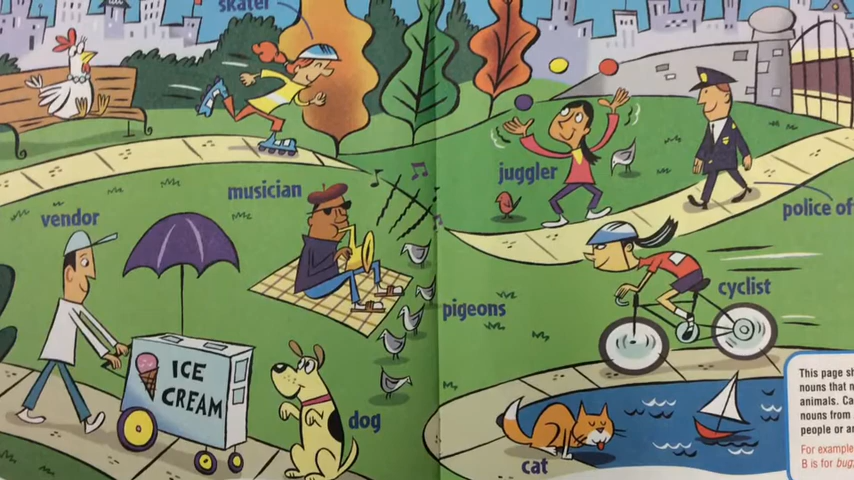 skater
musician
vendor
juggler
police of
cyclist
pigeons
ICE
CREAM
dog
cat
This page sh
nouns that n
animals. Ca
nouns from
people or an
For example
B is for bug